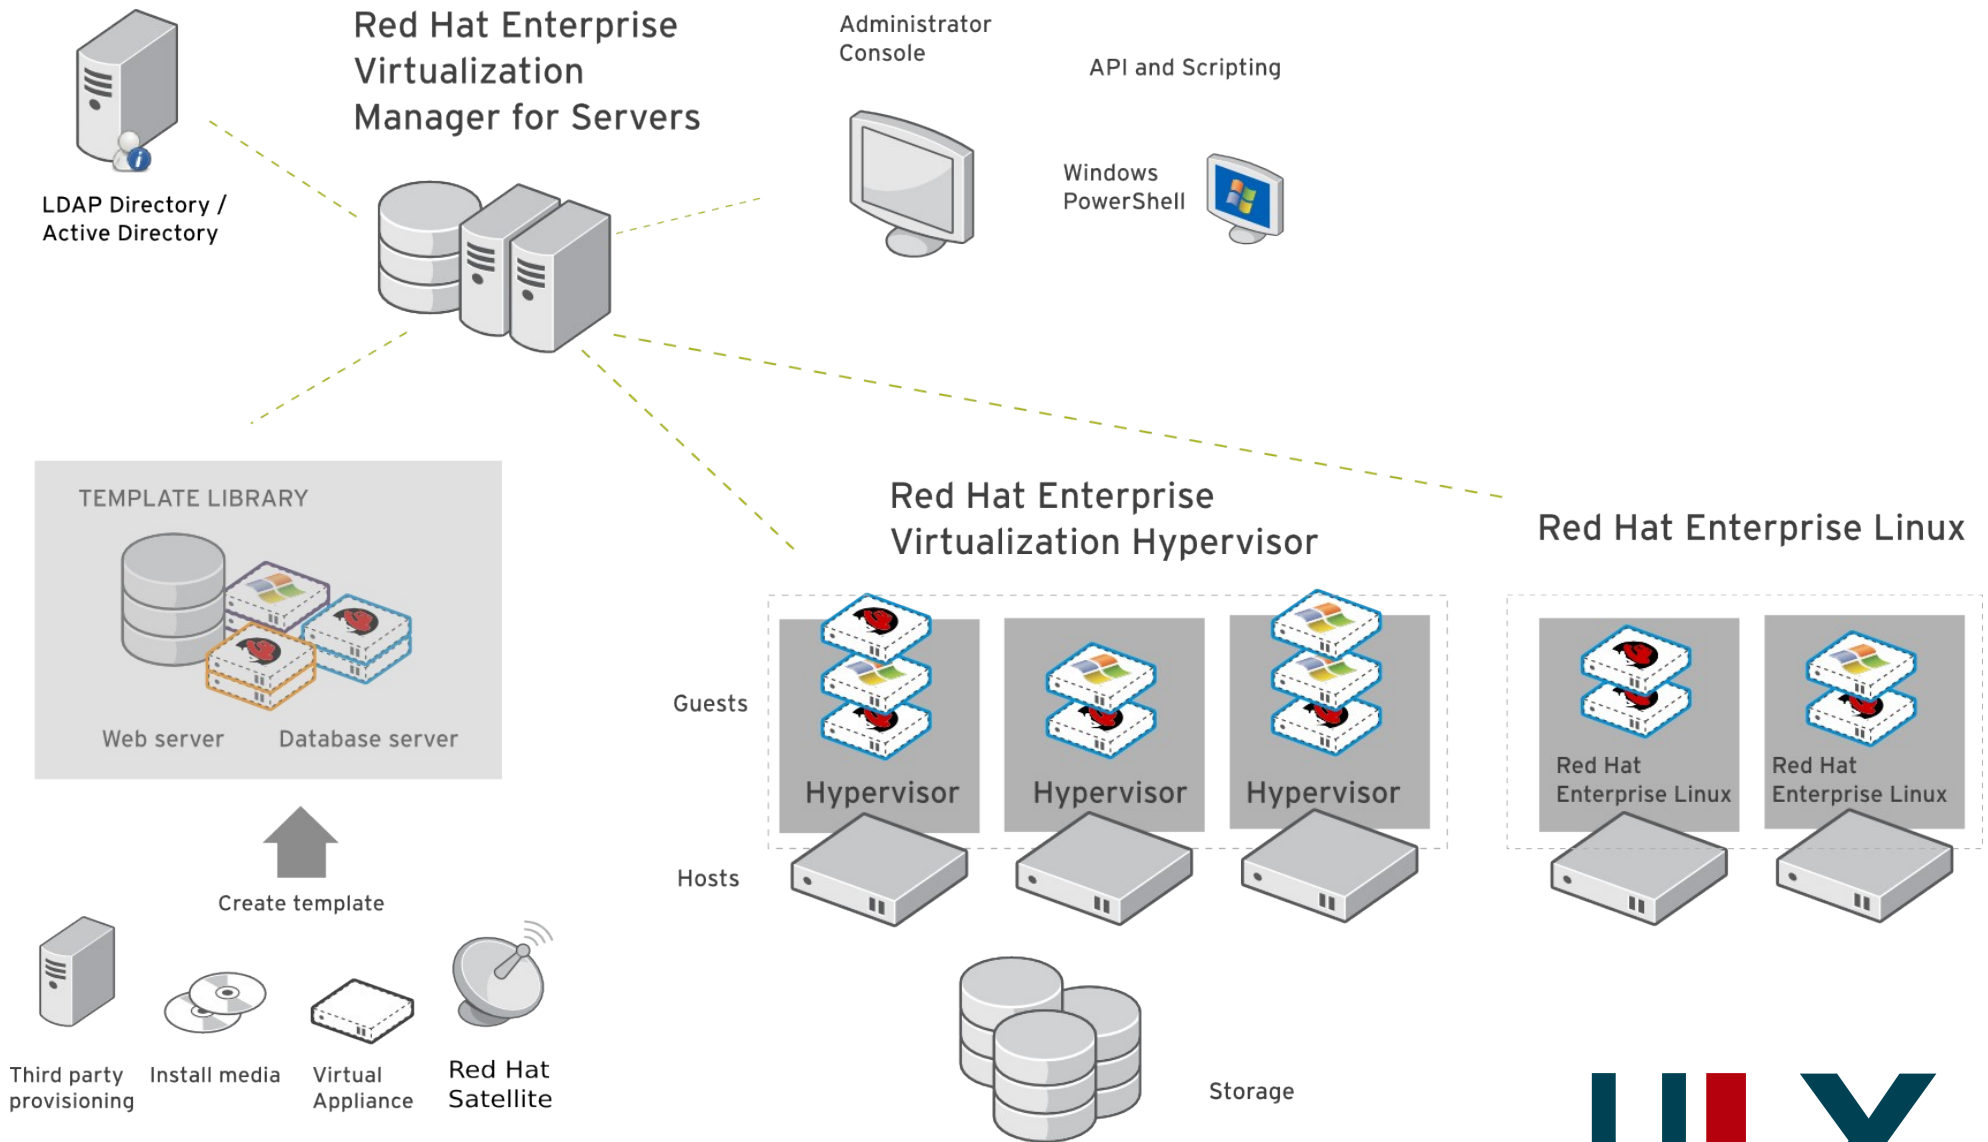 Red Hat Enterprise
Virtualization
Manager for Servers
Administrator
Console
API and Scripting
Windows
PowerShell
LDAP Directory /
Active Directory
TEMPLATE LIBRARY
Web server
Database server
Create template
Third party
provisioning
Install media
Virtual
Appliance
Red Hat
Satellite
Red Hat Enterprise
Virtualization Hypervisor
Guests
Hypervisor
Hypervisor
Hypervisor
Hosts
Storage
Red Hat Enterprise Linux
Red Hat
Enterprise Linux
Red Hat
Enterprise Linux